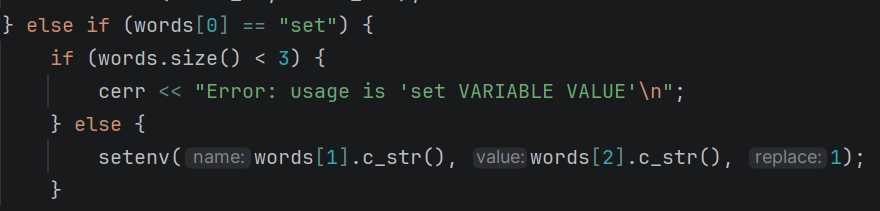 } else if (words[0] == "set") {
if (words.size() < 3) {
cerr << "Error: usage is 'set VARIABLE VALUE'\n";
} else {
setenv( name: words[1].c_str(), value: words[2].c_str(), replace: 1);
}